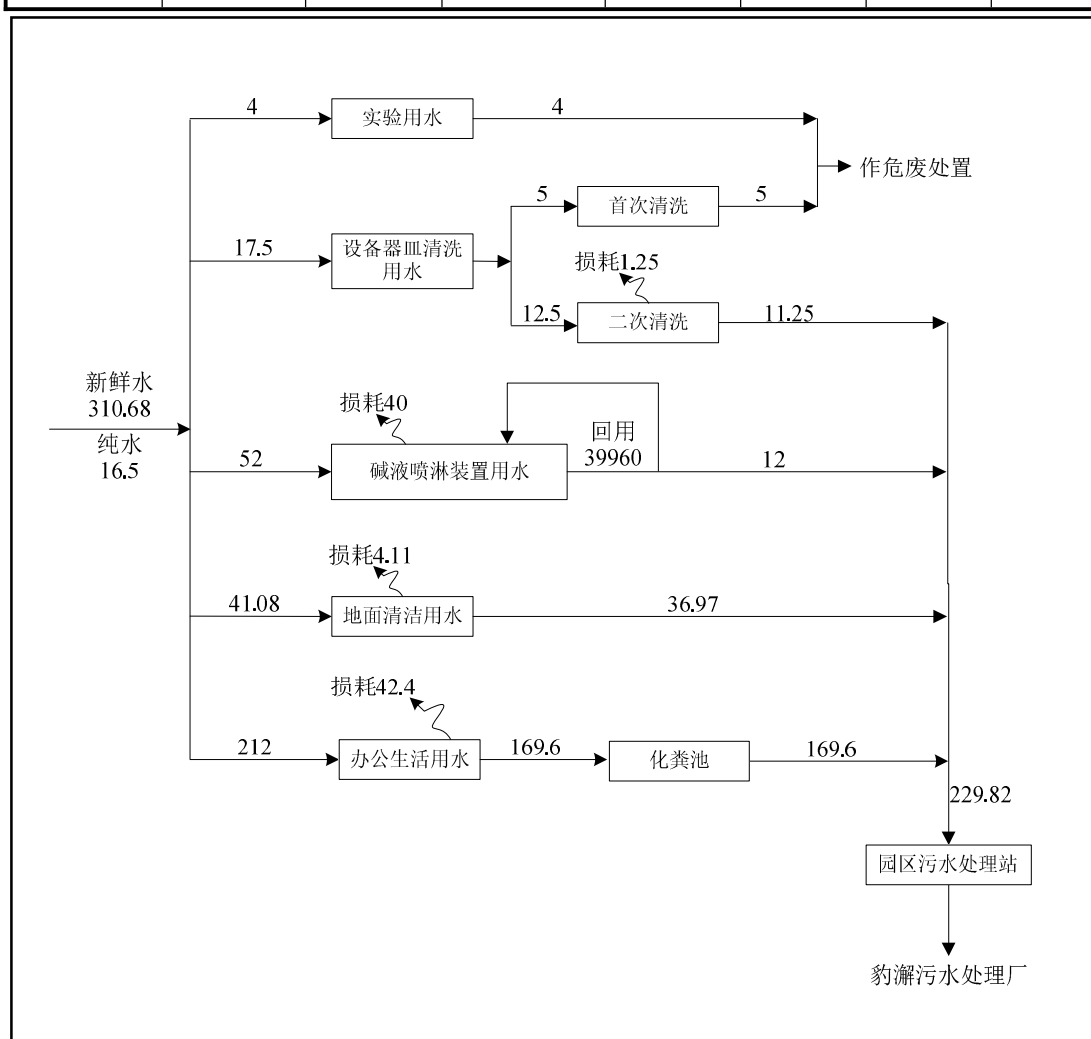 4
实验用水
4
作危废处置
5
首次清洗
5
17.5
设备器皿清洗
用水
损耗1.25
12.5
二次清洗
11.25
新鲜水
310.68
纯水
16.5
损耗40
回用
39960
52
碱液喷淋装置用水
12
损耗4.11
41.08
地面清洁用水
36.97
损耗42.4
212
办公生活用水
169.6
化粪池
169.6
229.82
园区污水处理站
豹澥污水处理厂